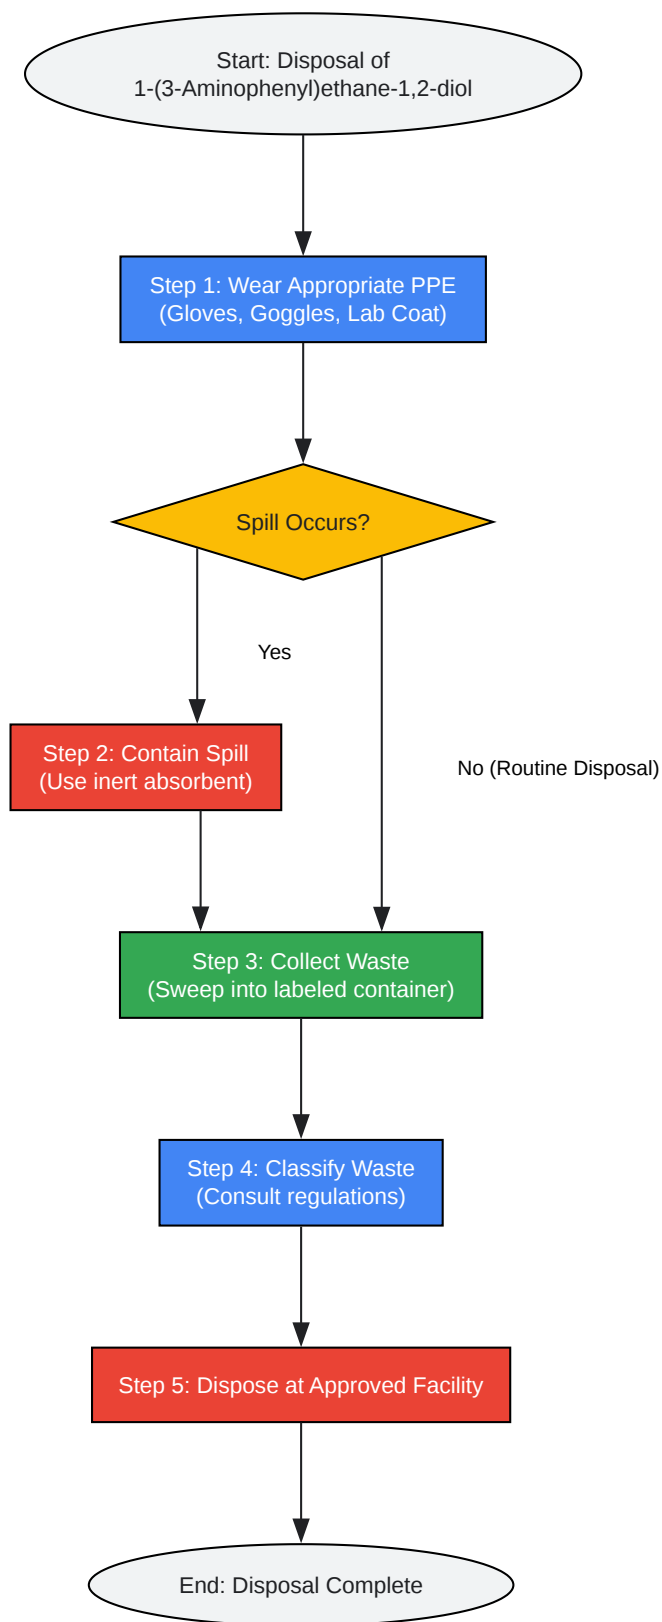 Start: Disposal of
1-(3-Aminophenyl)ethane-1,2-diol
Step 1: Wear Appropriate PPE
(Gloves, Goggles, Lab Coat)
Spill Occurs?
Yes
Step 2: Contain Spill
(Use inert absorbent)
No (Routine Disposal)
Step 3: Collect Waste
(Sweep into labeled container)
Step 4: Classify Waste
(Consult regulations)
Step 5: Dispose at Approved Facility
End: Disposal Complete